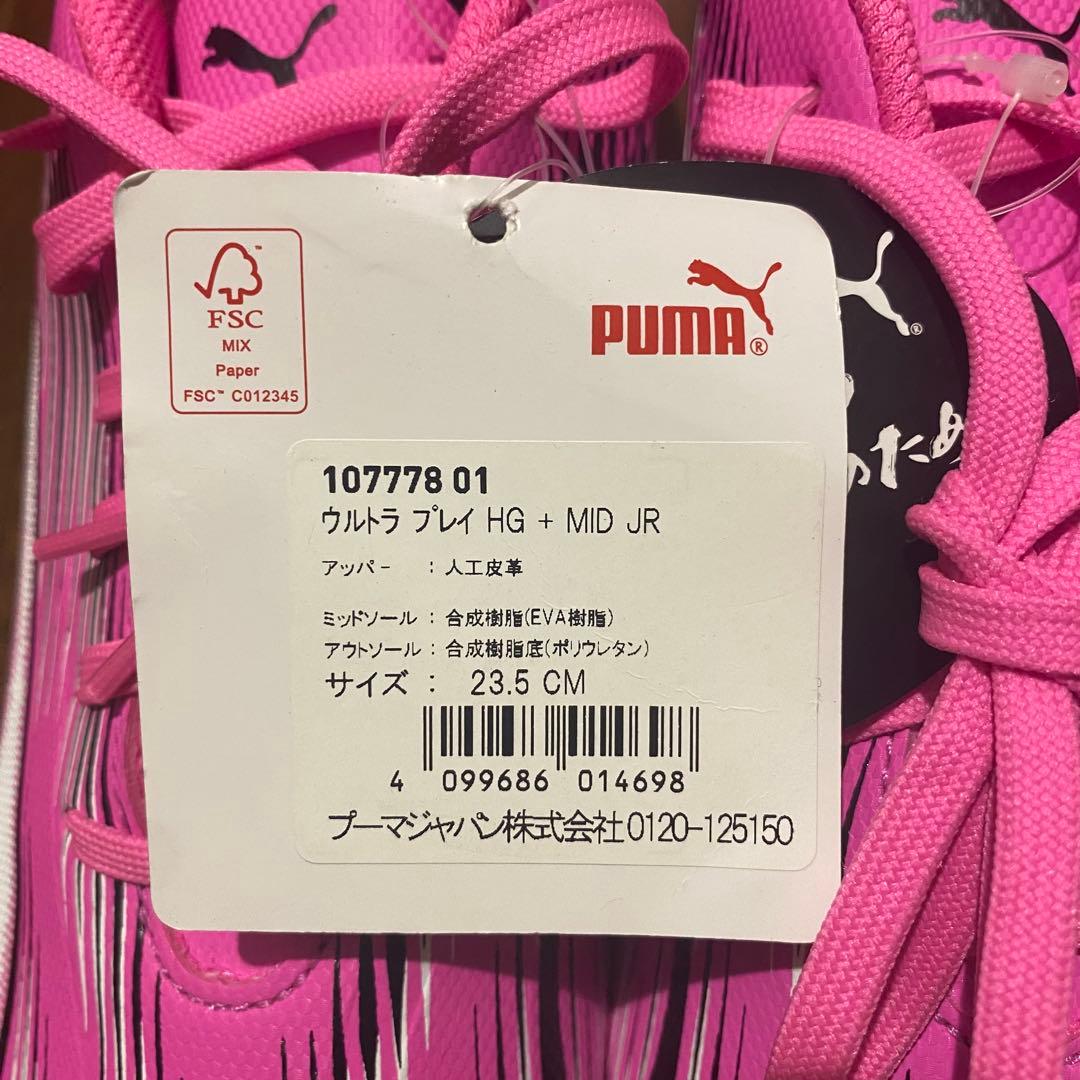 FSC
MIX
Paper
FSC™ C012345
PUMA®
107778 01
ウルトラ プレイ HG + MID JR
アッパー : 人工皮革
ミッドソール : 合成樹脂(EVA樹脂)
アウトソール : 合成樹脂底(ポリウレタン)
サイズ : 23.5 CM
4 099686 014698
プーマジャパン株式会社0120-125150
ため